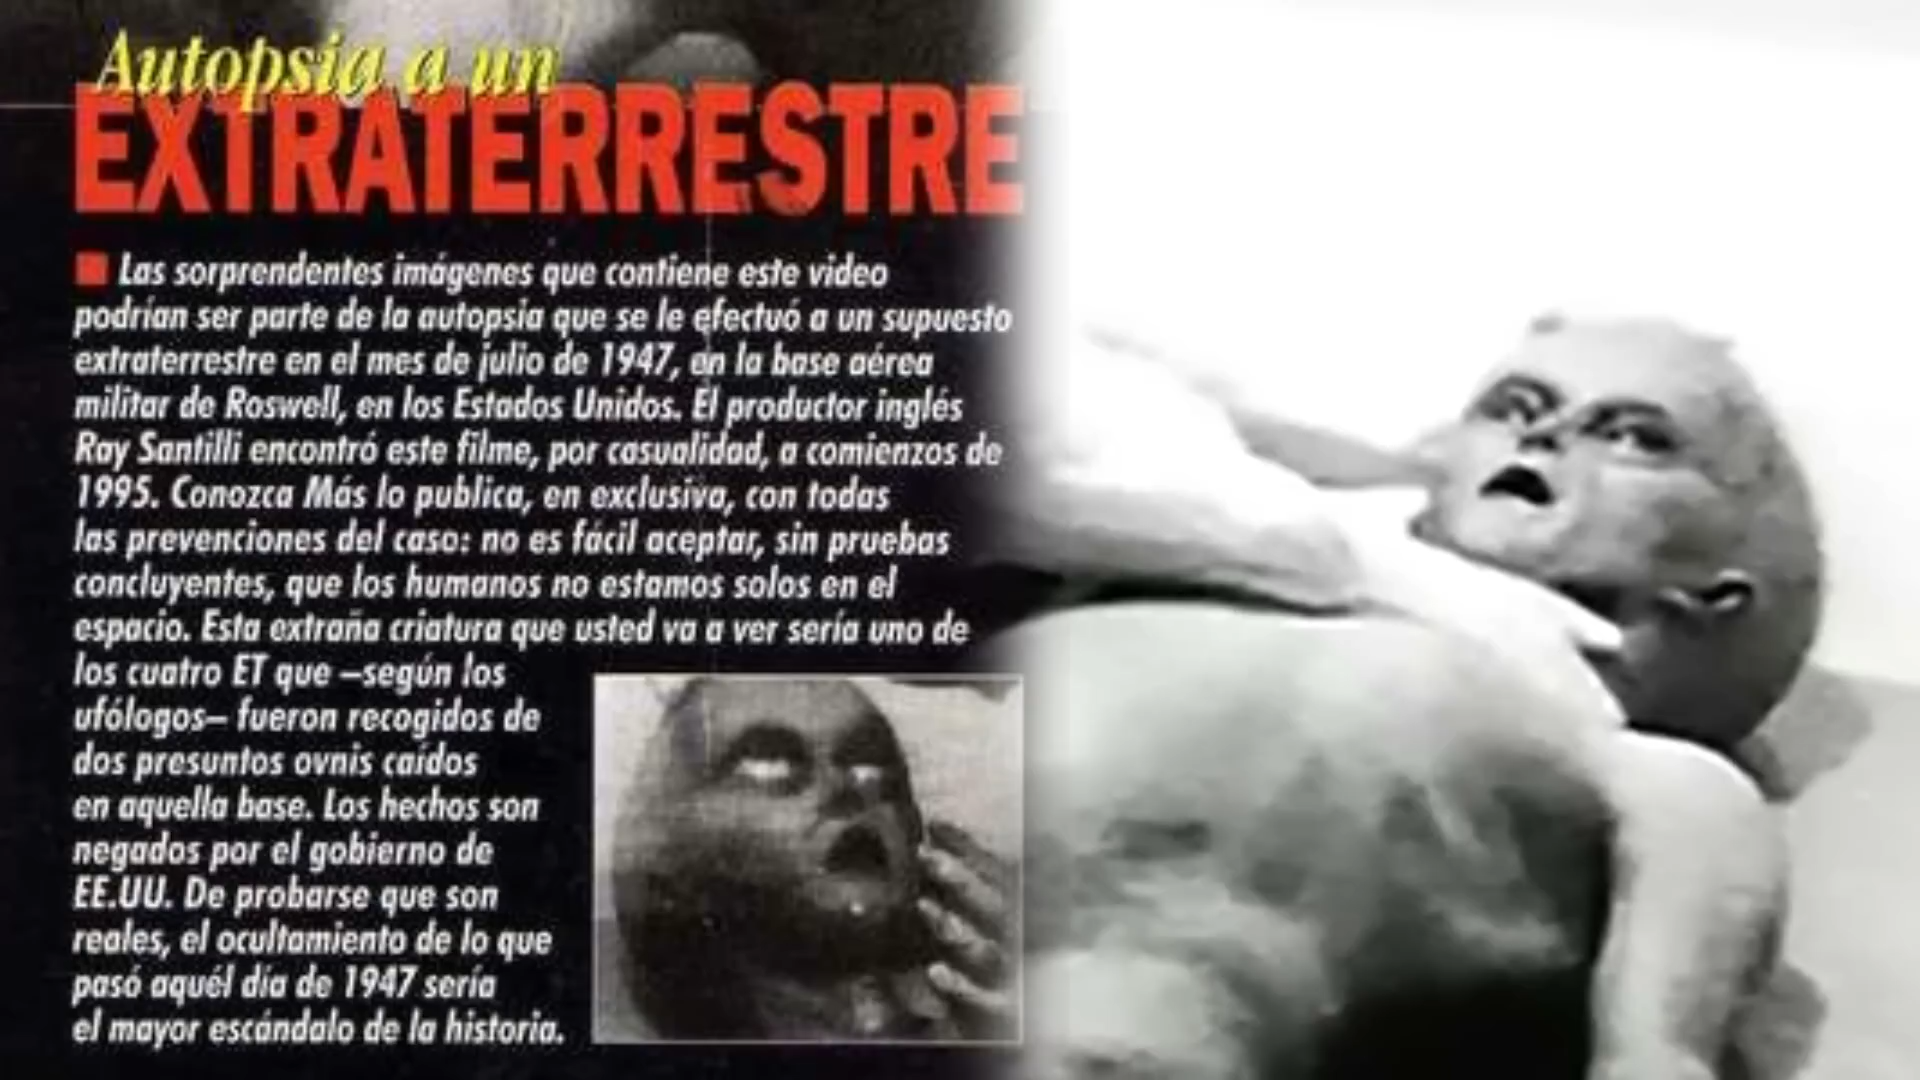 Autopsia a un
EXTRATERRESTRE
Las sorprendentes imágenes que contiene este video
podrían ser parte de la autopsia que se le efectuó a un supuesto
extraterrestre en el mes de julio de 1947, en la base aérea
militar de Roswell, en los Estados Unidos. El productor inglés
Ray Santilli encontró este filme, por casualidad, a comienzos de
1995. Conozca Más lo publica, en exclusiva, con todas
las prevenciones del caso: no es fácil aceptar, sin pruebas
concluyentes, que los humanos no estamos solos en el
espacio. Esta extraña criatura que usted va a ver sería uno de
los cuatro ET que –según los
ufólogos– fueron recogidos de
dos presuntos ovnis caídos
en aquella base. Los hechos son
negados por el gobierno de
EE.UU. De probarse que son
reales, el ocultamiento de lo que
pasó aquél día de 1947 sería
el mayor escándalo de la historia.